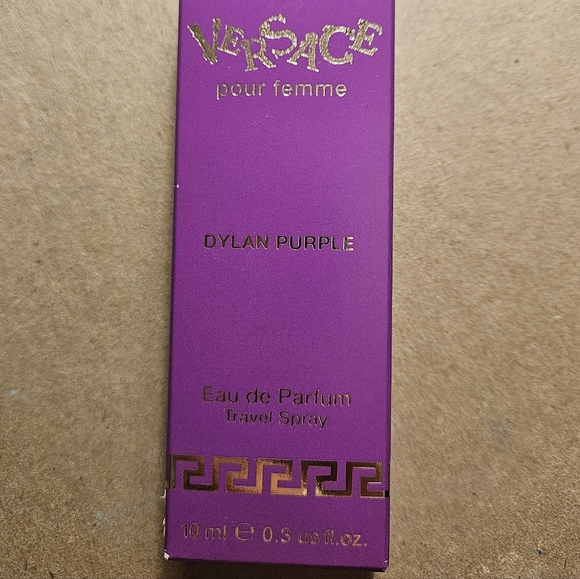 VERSACE
pour femme
DYLAN PURPLE
Eau de Parfum
Travel Spray
10 ml ℮ 0.3 us fl.oz.